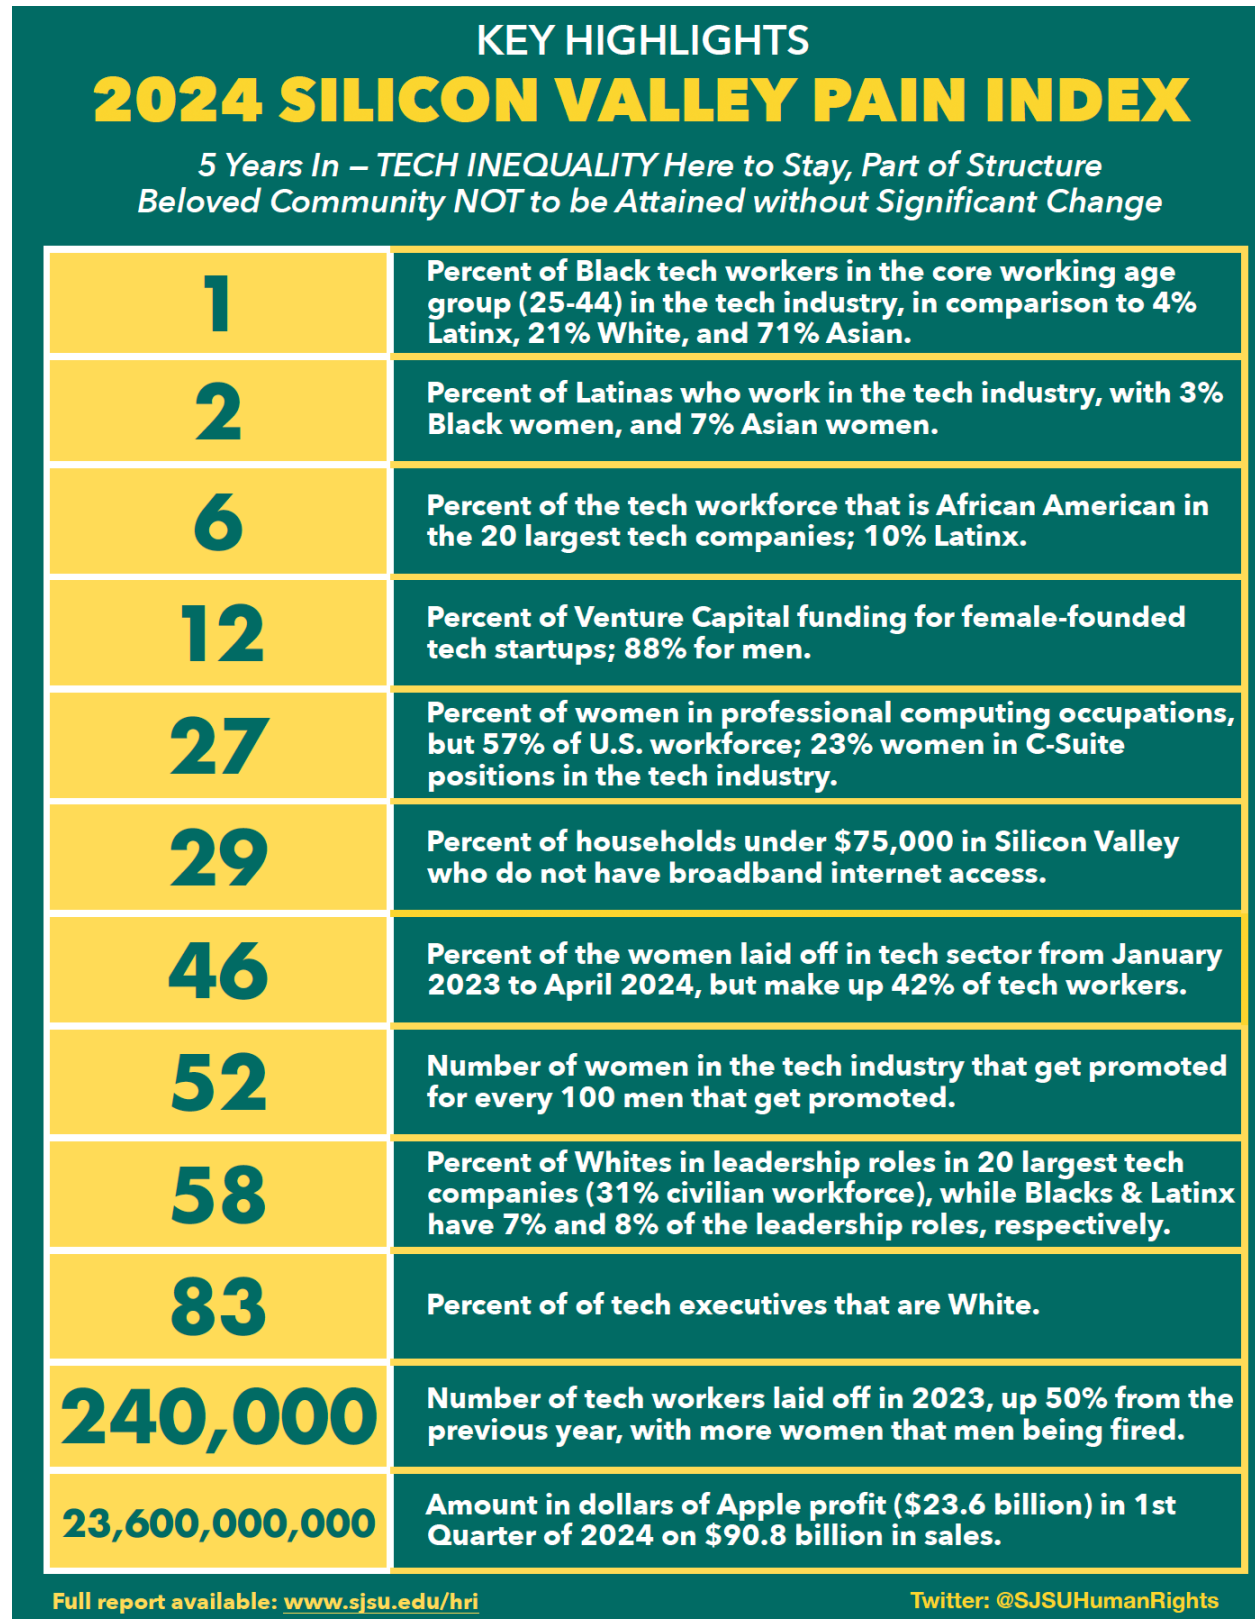 KEY HIGHLIGHTS
2024 SILICON VALLEY PAIN INDEX
5 Years In – TECH INEQUALITY Here to Stay, Part of Structure
Beloved Community NOT to be Attained without Significant Change
1
Percent of Black tech workers in the core working age
group (25-44) in the tech industry, in comparison to 4%
Latinx, 21% White, and 71% Asian.
2
Percent of Latinas who work in the tech industry, with 3%
Black women, and 7% Asian women.
6
Percent of the tech workforce that is African American in
the 20 largest tech companies; 10% Latinx.
12
Percent of Venture Capital funding for female-founded
tech startups; 88% for men.
27
Percent of women in professional computing occupations,
but 57% of U.S. workforce; 23% women in C-Suite
positions in the tech industry.
29
Percent of households under $75,000 in Silicon Valley
who do not have broadband internet access.
46
Percent of the women laid off in tech sector from January
2023 to April 2024, but make up 42% of tech workers.
52
Number of women in the tech industry that get promoted
for every 100 men that get promoted.
58
Percent of Whites in leadership roles in 20 largest tech
companies (31% civilian workforce), while Blacks & Latinx
have 7% and 8% of the leadership roles, respectively.
83
Percent of of tech executives that are White.
240,000
Number of tech workers laid off in 2023, up 50% from the
previous year, with more women that men being fired.
23,600,000,000
Amount in dollars of Apple profit ($23.6 billion) in 1st
Quarter of 2024 on $90.8 billion in sales.
Full report available: www.sjsu.edu/hri
Twitter: @SJSUHumanRights